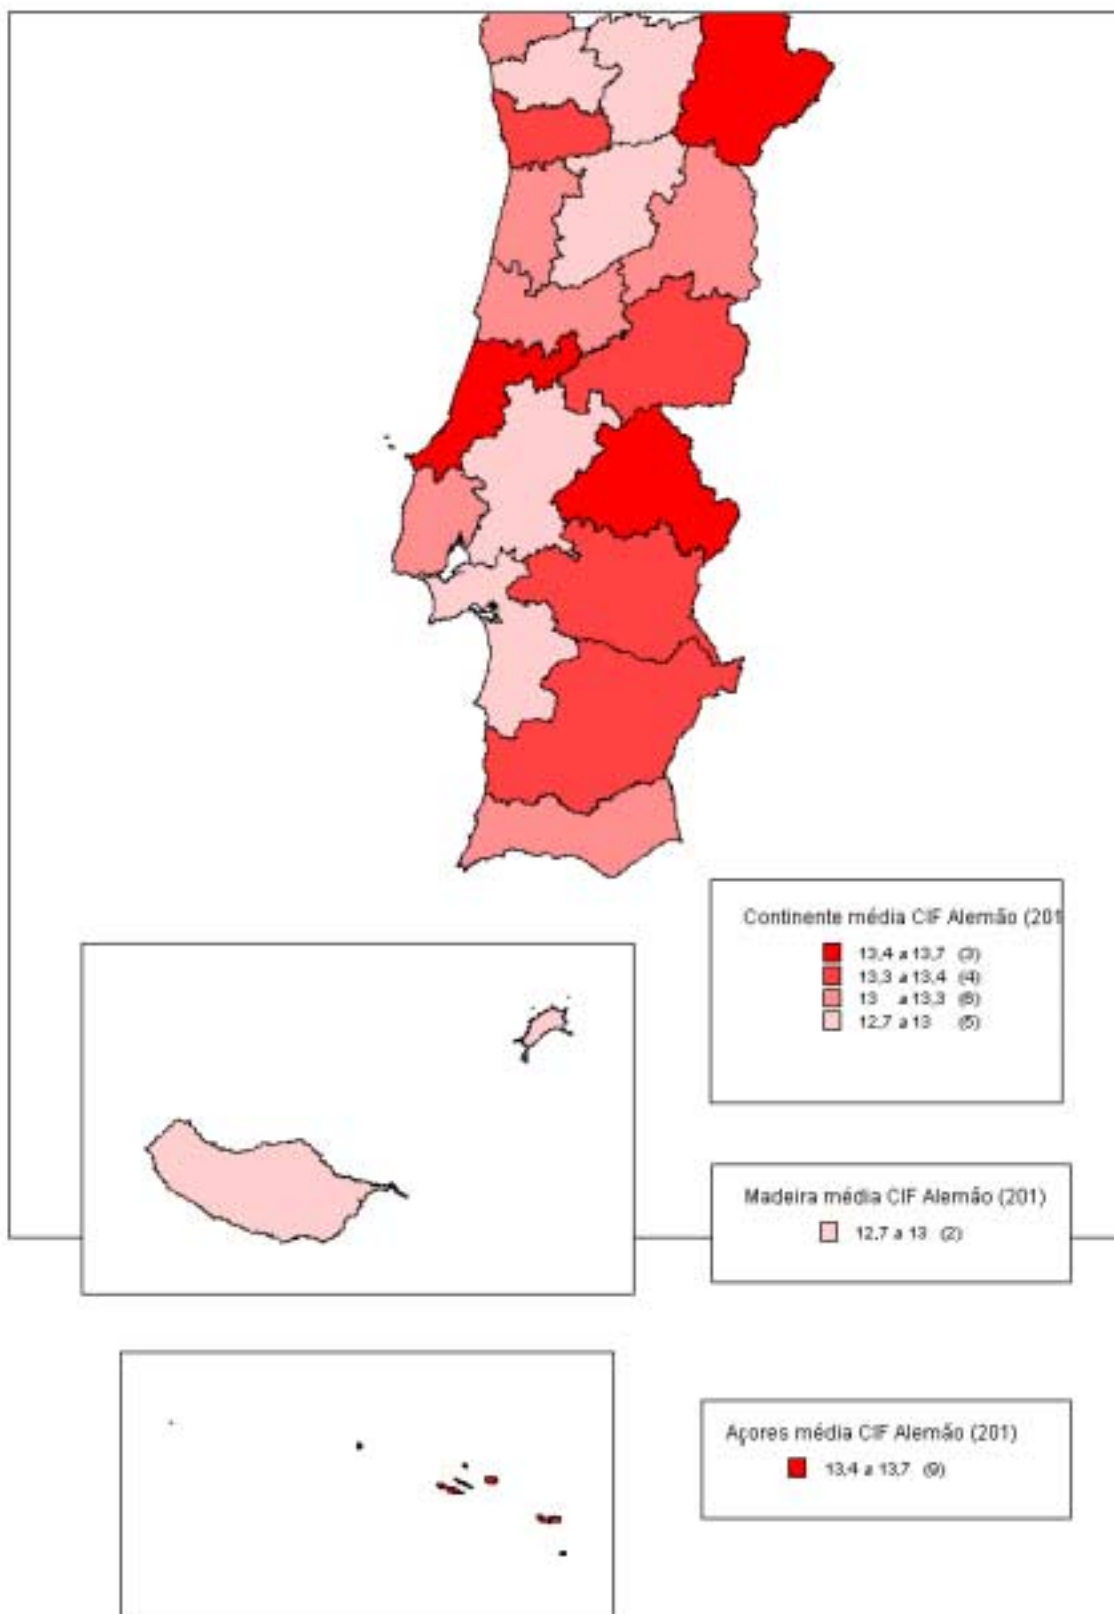 Continente média CIF Alemão (201
13,4 a 13,7 (3)
13,3 a 13,4 (4)
13 a 13,3 (6)
12,7 a 13 (5)
Madeira média CIF Alemão (201)
12,7 a 13 (2)
Açores média CIF Alemão (201)
13,4 a 13,7 (9)